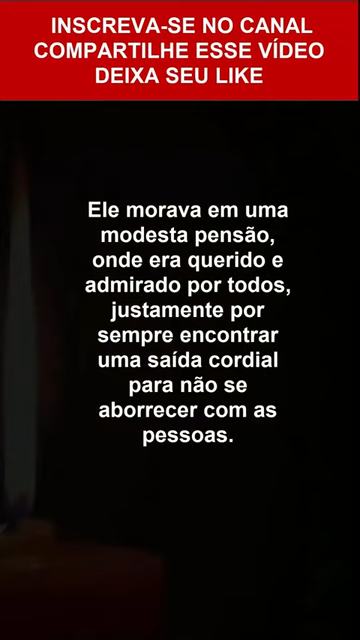 INSCREVA-SE NO CANAL
COMPARTILHE ESSE VÍDEO
DEIXA SEU LIKE
Ele morava em uma
modesta pensão,
onde era querido e
admirado por todos,
justamente por
sempre encontrar
uma saída cordial
para não se
aborrecer com as
pessoas.